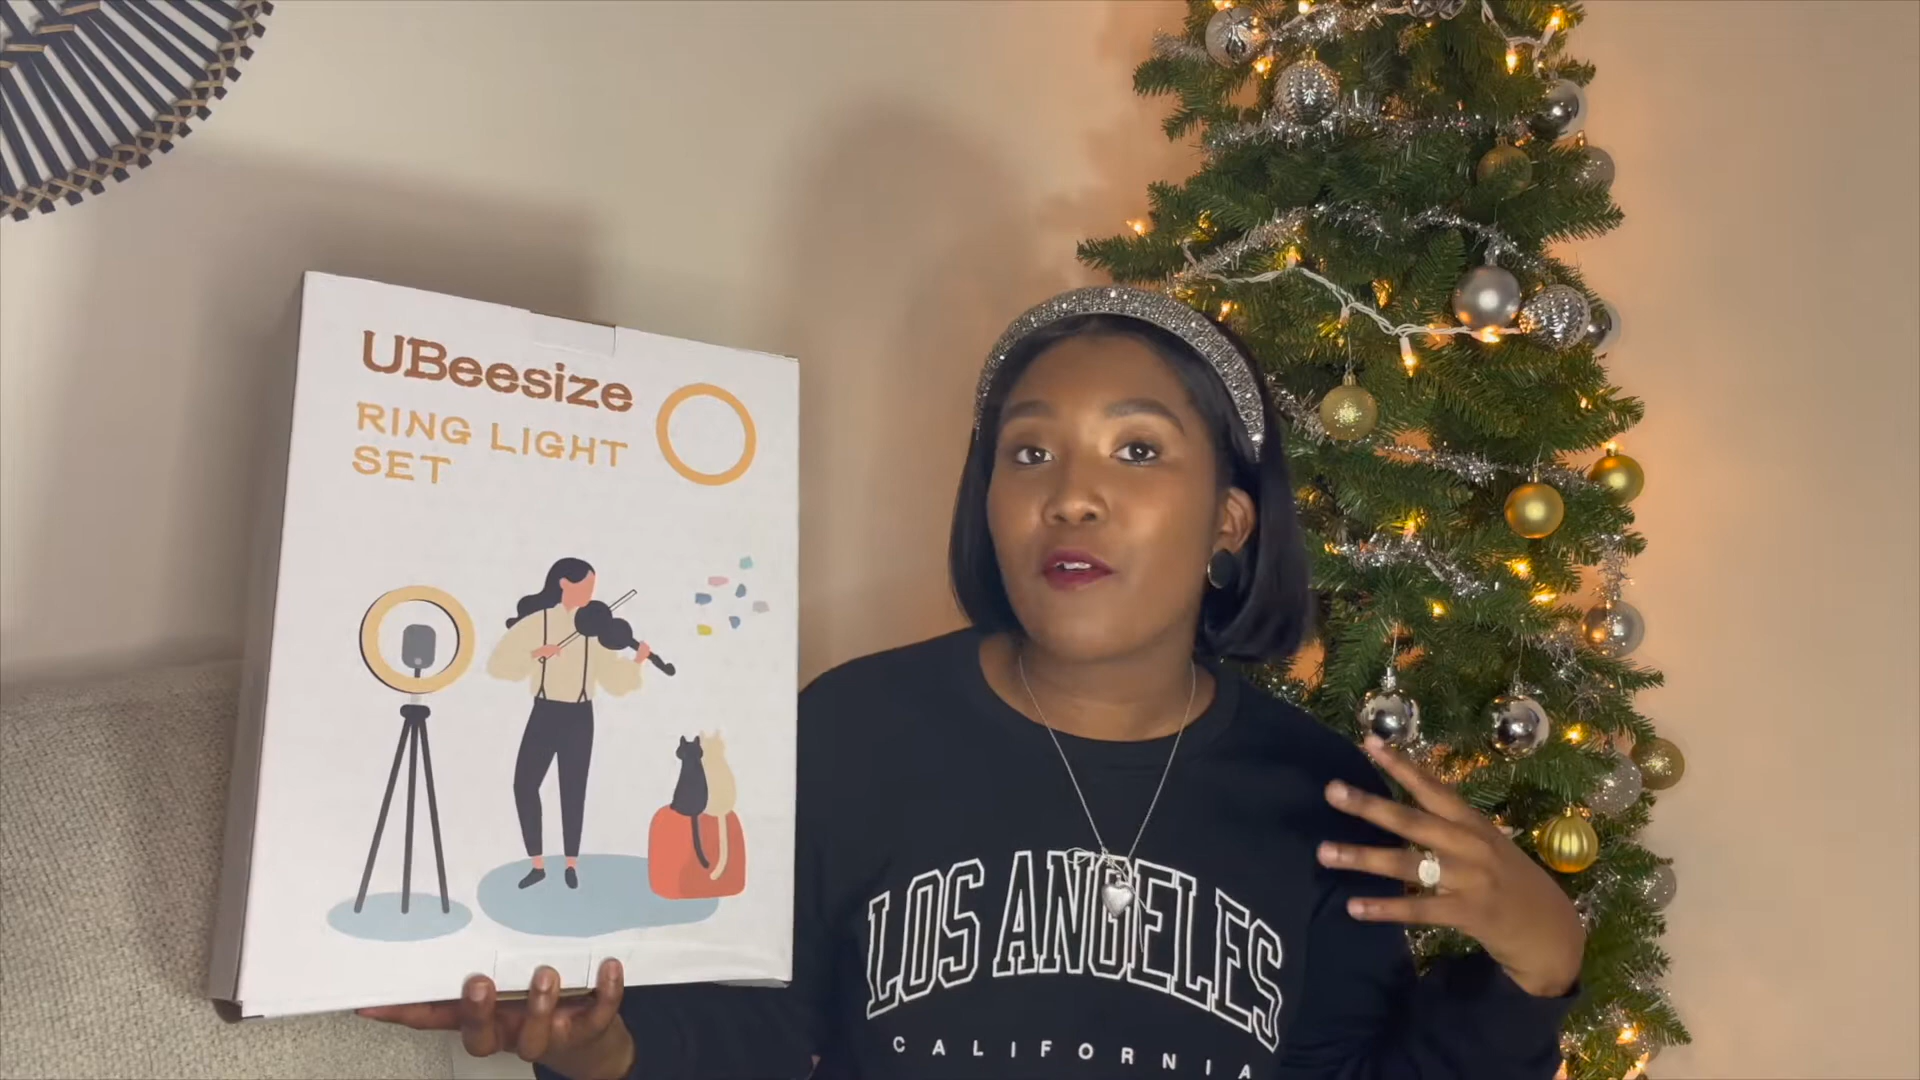 UBeesize
RING LIGHT
SET
LOS ANGELES
CALIFORNIA